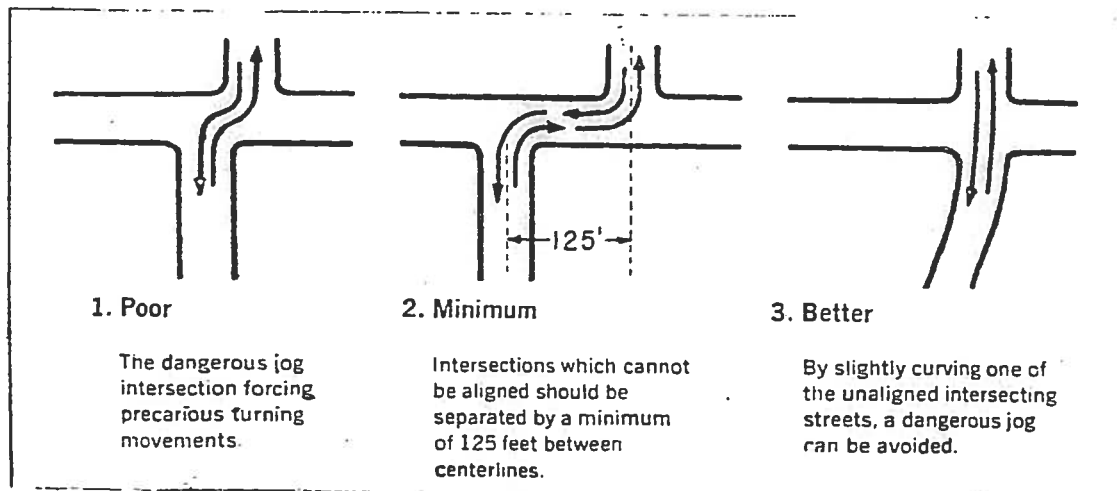 125'
1. Poor
The dangerous jog
intersection forcing
precarious turning
movements.
2. Minimum
Intersections which cannot
be aligned should be
separated by a minimum
of 125 feet between
centerlines.
3. Better
By slightly curving one of
the unaligned intersecting
streets, a dangerous jog
can be avoided.